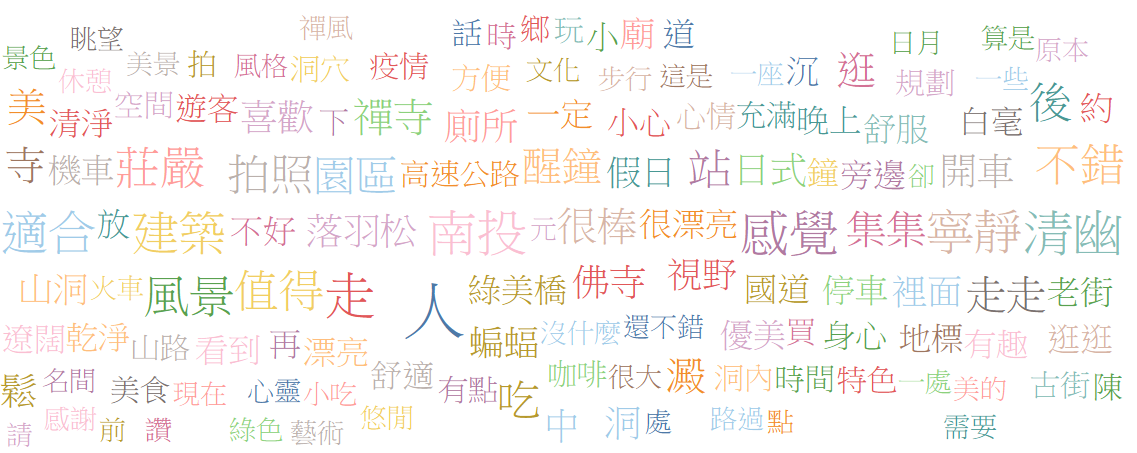 禪風
眺望 話 時 鄉 玩 小 廟 道 日月 算是 原本
景色 休憩 美景 拍 風格 洞穴 疫情 方便 文化 步行 這是 一座 沉 逛 規劃 一些
美 清淨 空間 遊客 喜歡 下 禪寺 廁所 一定 小心 心情 充滿 晚上 舒服 白毫 後 約
寺 機車 莊嚴 拍照 園區 高速公路 醒鐘 假日 站 日式 鐘 旁邊 卻 開車 不錯
適合 放 建築 不好 落羽松 南投 元 很棒 很漂亮 感覺 集集 寧靜 清幽
山洞 火車 風景 值得 走 人 綠美橋 佛寺 視野 國道 停車 裡面 走走 老街
遼闊 乾淨 山路 看到 再 漂亮 蝙蝠 沒什麼 還不錯 優美 買 身心 地標 有趣 逛逛
鬆 名間 美食 現在 心靈 小吃 舒適 有點 吃 咖啡 很大 澱 洞內 時間 特色 一處 美的 古街 陳
請 感謝 前 讚 綠色 藝術 悠閒 中 洞 處 路過 點 需要